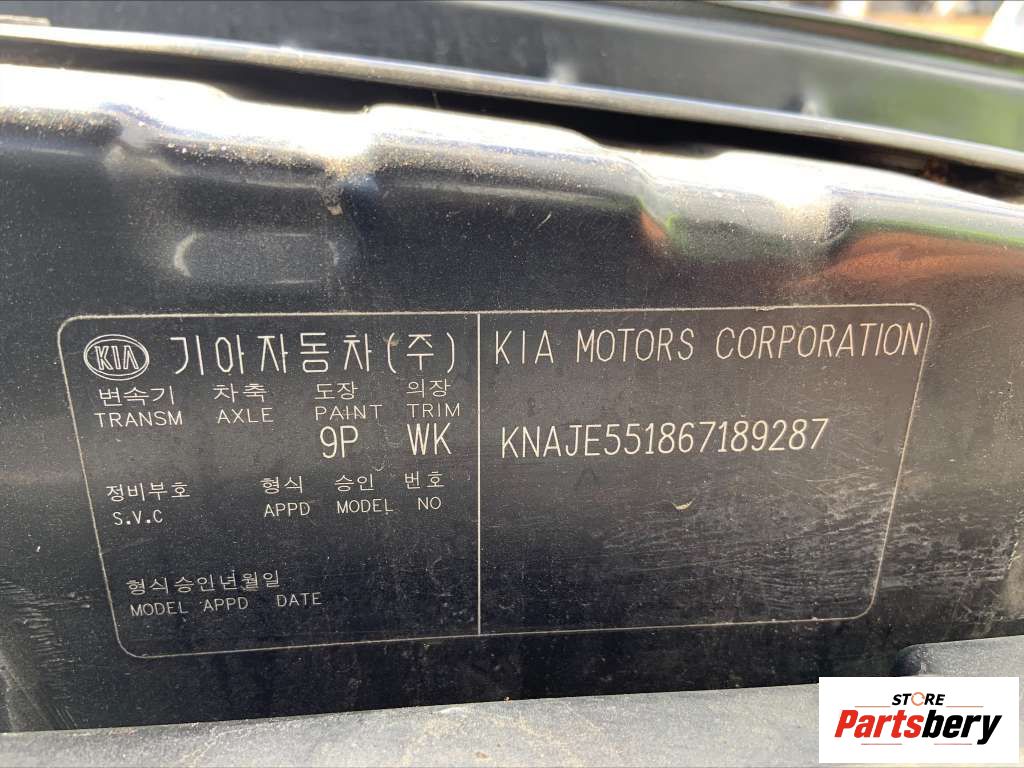 KIA 기아자동차(주)
변속기 차축 도장 의장
TRANSM AXLE PAINT TRIM
9P WK
정비부호 형식 승인 번호
S.V.C APPD MODEL NO
형식승인년월일
MODEL APPD DATE
KIA MOTORS CORPORATION
KNAJE551867189287
STORE
Partsbery